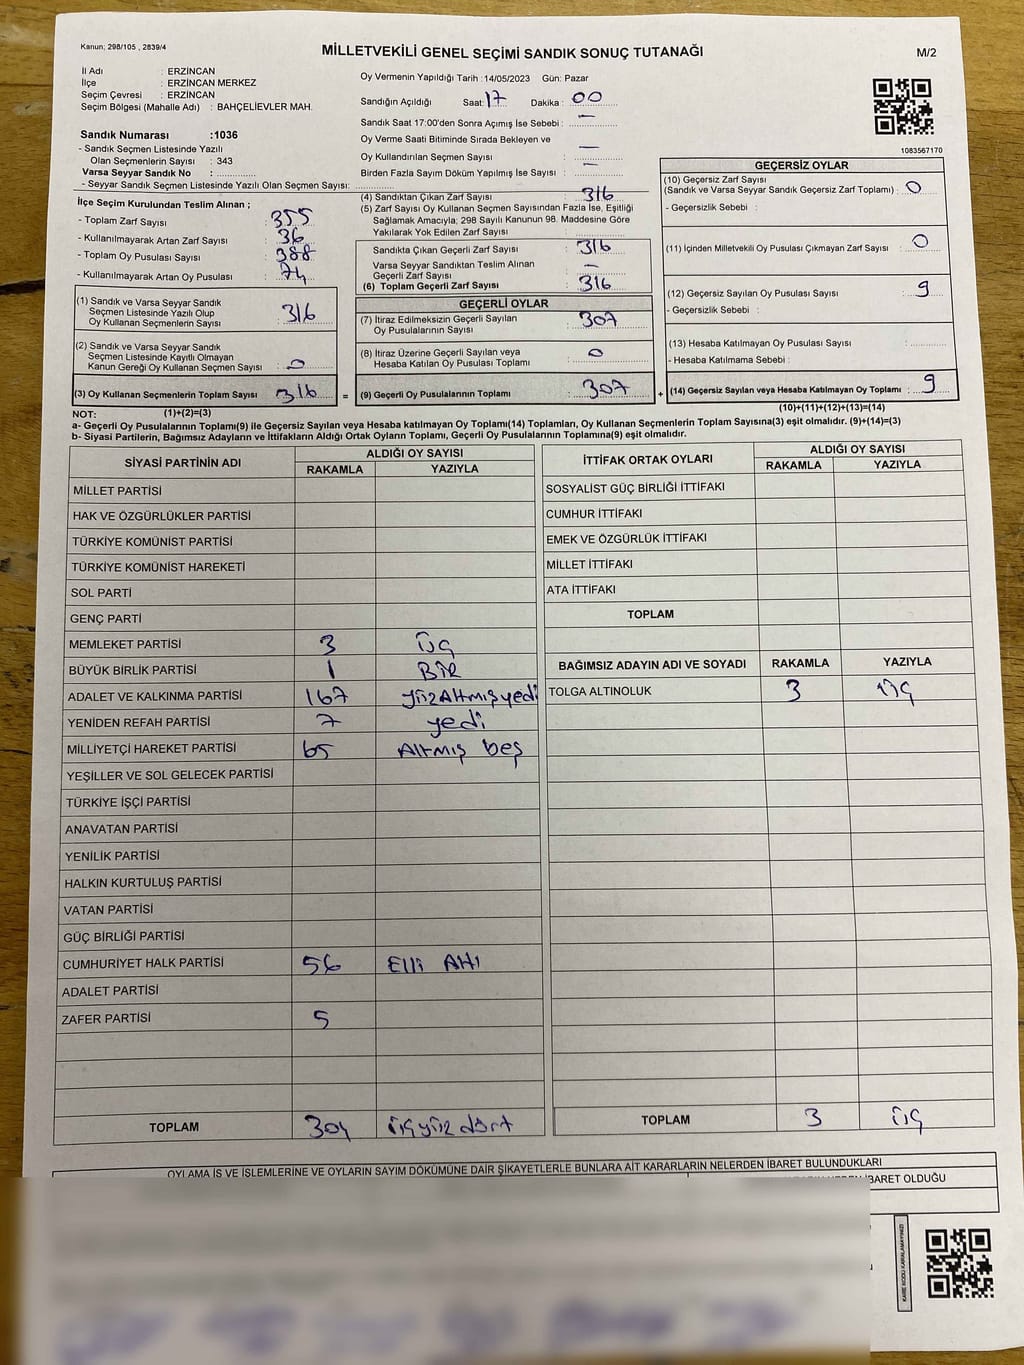 Kanun; 298/105 , 2839/4
MİLLETVEKİLİ GENEL SEÇİMİ SANDIK SONUÇ TUTANAĞI
M/2
İl Adı : ERZİNCAN
İlçe : ERZİNCAN MERKEZ
Seçim Çevresi : ERZİNCAN
Seçim Bölgesi (Mahalle Adı) : BAHÇELİEVLER MAH.
Sandık Numarası :1036
- Sandık Seçmen Listesinde Yazılı
Olan Seçmenlerin Sayısı : 343
Varsa Seyyar Sandık No :
- Seyyar Sandık Seçmen Listesinde Yazılı Olan Seçmen Sayısı:
Oy Vermenin Yapıldığı Tarih :14/05/2023 Gün: Pazar
Sandığın Açıldığı Saat: 17 Dakika : 00
Sandık Saat 17:00'den Sonra Açımış İse Sebebi : —
Oy Verme Saati Bitiminde Sırada Bekleyen ve
Oy Kullandırılan Seçmen Sayısı : —
Birden Fazla Sayım Döküm Yapılmış İse Sayısı : —
1083567170
İlçe Seçim Kurulundan Teslim Alınan ;
- Toplam Zarf Sayısı : 355
- Kullanılmayarak Artan Zarf Sayısı : 36
- Toplam Oy Pusulası Sayısı : 388
- Kullanılmayarak Artan Oy Pusulası : 74
(1) Sandık ve Varsa Seyyar Sandık
Seçmen Listesinde Yazılı Olup
Oy Kullanan Seçmenlerin Sayısı : 316
(2) Sandık ve Varsa Seyyar Sandık
Seçmen Listesinde Kayıtlı Olmayan
Kanun Gereği Oy Kullanan Seçmen Sayısı : 0
(3) Oy Kullanan Seçmenlerin Toplam Sayısı : 316 =
(4) Sandıktan Çıkan Zarf Sayısı : 316
(5) Zarf Sayısı Oy Kullanan Seçmen Sayısından Fazla İse, Eşitliği
Sağlamak Amacıyla; 298 Sayılı Kanunun 98. Maddesine Göre
Yakılarak Yok Edilen Zarf Sayısı :
Sandıkta Çıkan Geçerli Zarf Sayısı : 316
Varsa Seyyar Sandıktan Teslim Alınan
Geçerli Zarf Sayısı : —
(6) Toplam Geçerli Zarf Sayısı : 316
GEÇERLİ OYLAR
(7) İtiraz Edilmeksizin Geçerli Sayılan
Oy Pusulalarının Sayısı : 307
(8) İtiraz Üzerine Geçerli Sayılan veya
Hesaba Katılan Oy Pusulası Toplamı : 0
(9) Geçerli Oy Pusulalarının Toplamı : 307 +
GEÇERSİZ OYLAR
(10) Geçersiz Zarf Sayısı
(Sandık ve Varsa Seyyar Sandık Geçersiz Zarf Toplamı) : 0
- Geçersizlik Sebebi :
(11) İçinden Milletvekili Oy Pusulası Çıkmayan Zarf Sayısı : 0
(12) Geçersiz Sayılan Oy Pusulası Sayısı : 9
- Geçersizlik Sebebi :
(13) Hesaba Katılmayan Oy Pusulası Sayısı :
- Hesaba Katılmama Sebebi :
(14) Geçersiz Sayılan veya Hesaba Katılmayan Oy Toplamı : 9
NOT: (1)+(2)=(3) (10)+(11)+(12)+(13)=(14)
a- Geçerli Oy Pusulalarının Toplamı(9) ile Geçersiz Sayılan veya Hesaba katılmayan Oy Toplamı(14) Toplamları, Oy Kullanan Seçmenlerin Toplam Sayısına(3) eşit olmalıdır. (9)+(14)=(3)
b- Siyasi Partilerin, Bağımsız Adayların ve İttifakların Aldığı Ortak Oyların Toplamı, Geçerli Oy Pusulalarının Toplamına(9) eşit olmalıdır.
SİYASİ PARTİNİN ADI ALDIĞI OY SAYISI
RAKAMLA YAZIYLA
MİLLET PARTİSİ
HAK VE ÖZGÜRLÜKLER PARTİSİ
TÜRKİYE KOMÜNİST PARTİSİ
TÜRKİYE KOMÜNİST HAREKETİ
SOL PARTİ
GENÇ PARTİ
MEMLEKET PARTİSİ 3 üç
BÜYÜK BİRLİK PARTİSİ 1 BİR
ADALET VE KALKINMA PARTİSİ 167 yüzAltmışyedi
YENİDEN REFAH PARTİSİ 7 yedi
MİLLİYETÇİ HAREKET PARTİSİ 65 Altmış beş
YEŞİLLER VE SOL GELECEK PARTİSİ
TÜRKİYE İŞÇİ PARTİSİ
ANAVATAN PARTİSİ
YENİLİK PARTİSİ
HALKIN KURTULUŞ PARTİSİ
VATAN PARTİSİ
GÜÇ BİRLİĞİ PARTİSİ
CUMHURİYET HALK PARTİSİ 56 Elli Altı
ADALET PARTİSİ
ZAFER PARTİSİ 5
TOPLAM 304 üçyüz dört
İTTİFAK ORTAK OYLARI ALDIĞI OY SAYISI
RAKAMLA YAZIYLA
SOSYALİST GÜÇ BİRLİĞİ İTTİFAKI
CUMHUR İTTİFAKI
EMEK VE ÖZGÜRLÜK İTTİFAKI
MİLLET İTTİFAKI
ATA İTTİFAKI
TOPLAM
BAĞIMSIZ ADAYIN ADI VE SOYADI RAKAMLA YAZIYLA
TOLGA ALTINOLUK 3 üç
TOPLAM 3 üç
OYLAMA İŞ VE İŞLEMLERİNE VE OYLARIN SAYIM DÖKÜMÜNE DAİR ŞİKAYETLERLE BUNLARA AİT KARARLARIN NELERDEN İBARET BULUNDUKLARI
İBARET OLDUĞU
KARE KODU KARALAMAYINIZ!